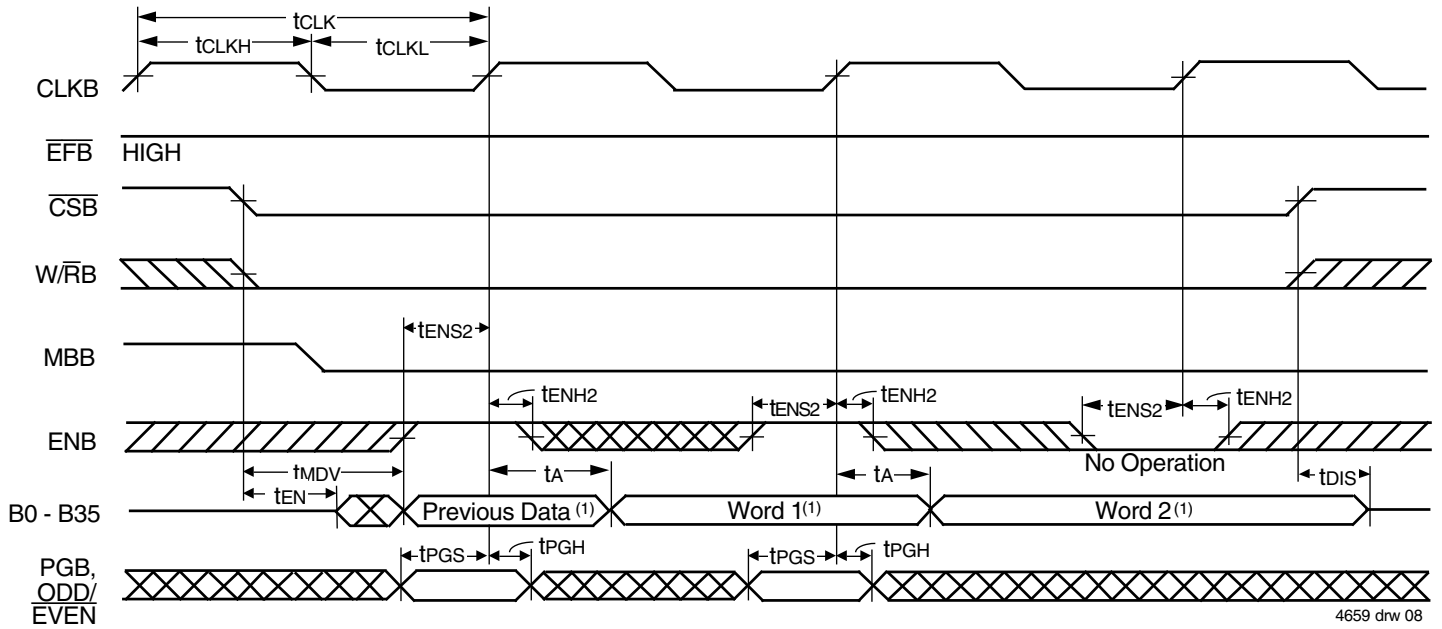 tCLK
tCLKH tCLKL
CLKB
EFB HIGH
CSB
W/RB
tENS2
MBB
tENH2 tENS2 tENH2 tENS2 tENH2
ENB
No Operation
tMDV tA tA tDIS
tEN
B0 - B35 Previous Data (1) Word 1(1) Word 2(1)
tPGS tPGH tPGS tPGH
PGB,
ODD/
EVEN
4659 drw 08